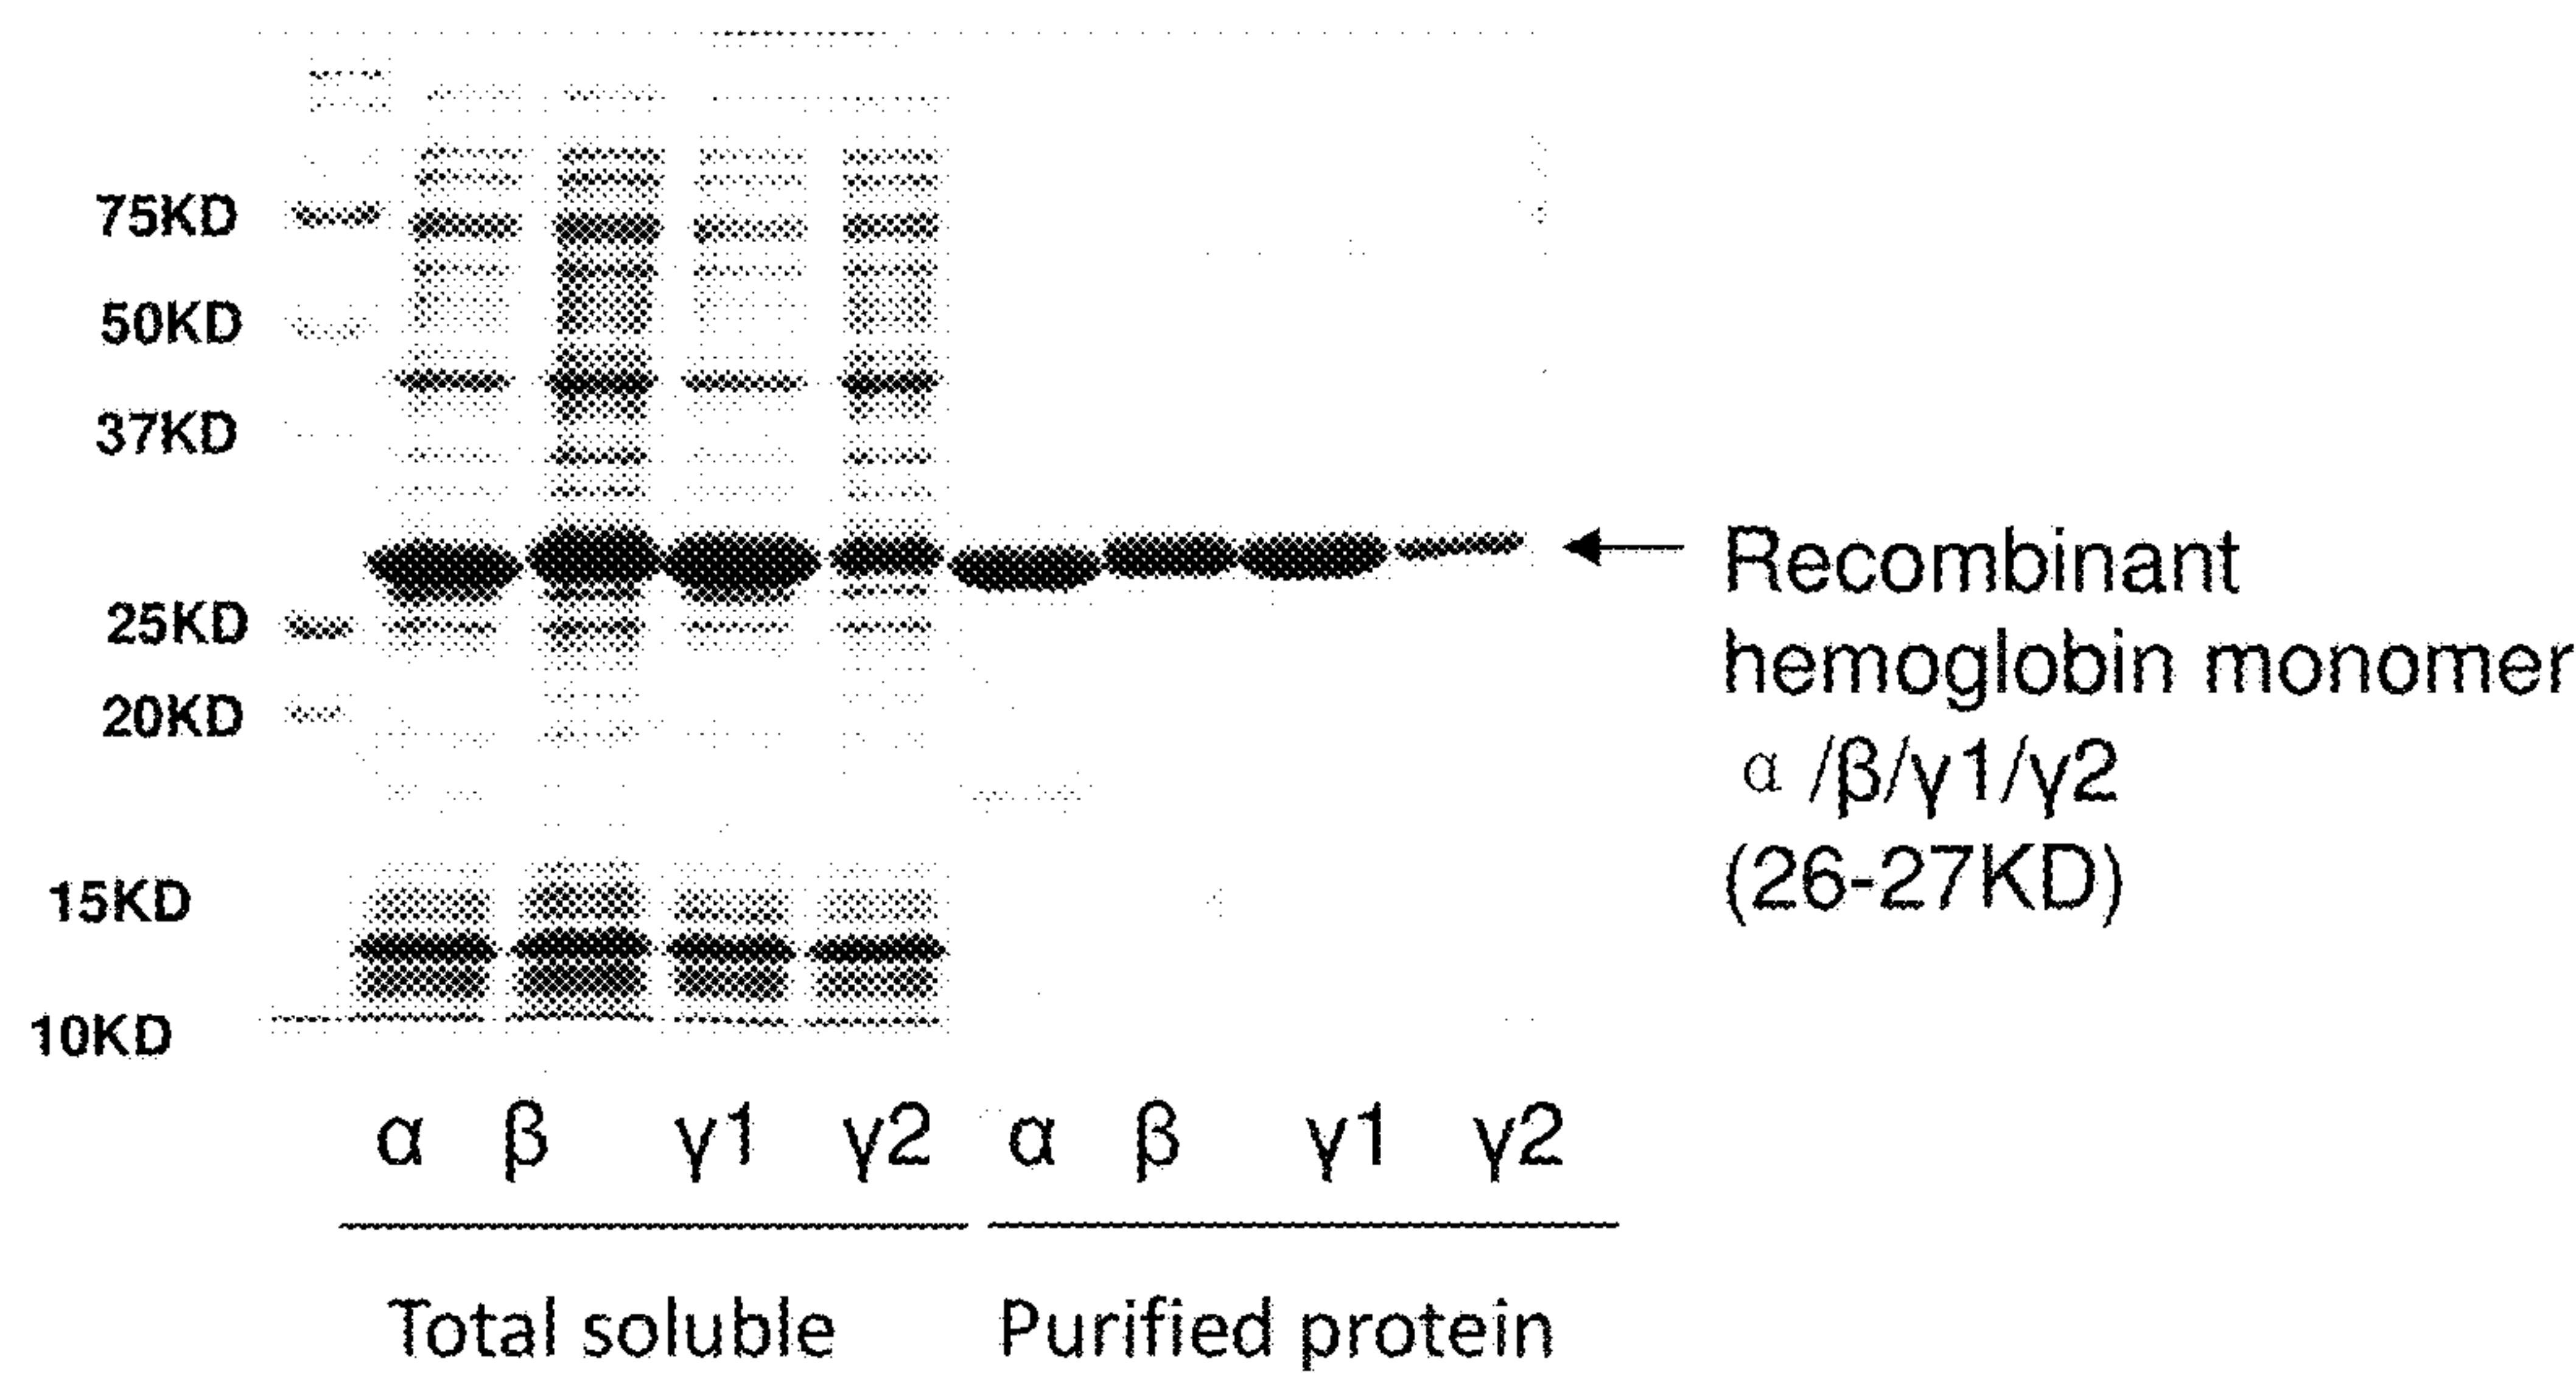 75KD
50KD
37KD
25KD
20KD
15KD
10KD
Recombinant
hemoglobin monomer
α /β/γ1/γ2
(26-27KD)
α β γ1 γ2 α β γ1 γ2
Total soluble Purified protein